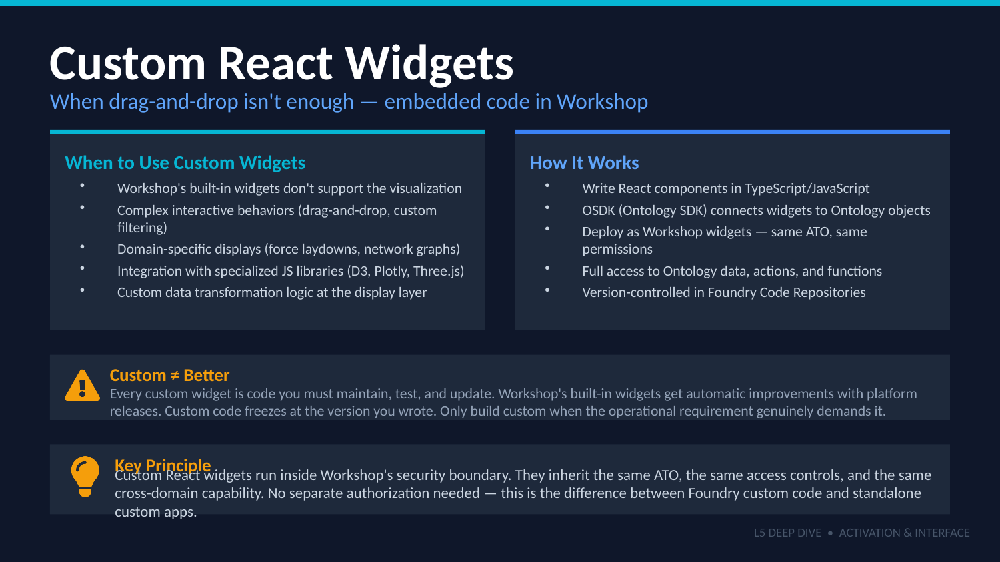 Custom React Widgets
When drag-and-drop isn't enough — embedded code in Workshop
When to Use Custom Widgets
• Workshop's built-in widgets don't support the visualization
• Complex interactive behaviors (drag-and-drop, custom
filtering)
• Domain-specific displays (force laydowns, network graphs)
• Integration with specialized JS libraries (D3, Plotly, Three.js)
• Custom data transformation logic at the display layer
How It Works
• Write React components in TypeScript/JavaScript
• OSDK (Ontology SDK) connects widgets to Ontology objects
• Deploy as Workshop widgets — same ATO, same
permissions
• Full access to Ontology data, actions, and functions
• Version-controlled in Foundry Code Repositories
Custom ≠ Better
Every custom widget is code you must maintain, test, and update. Workshop's built-in widgets get automatic improvements with platform
releases. Custom code freezes at the version you wrote. Only build custom when the operational requirement genuinely demands it.
Key Principle
Custom React widgets run inside Workshop's security boundary. They inherit the same ATO, the same access controls, and the same
cross-domain capability. No separate authorization needed — this is the difference between Foundry custom code and standalone
custom apps.
L5 DEEP DIVE • ACTIVATION & INTERFACE